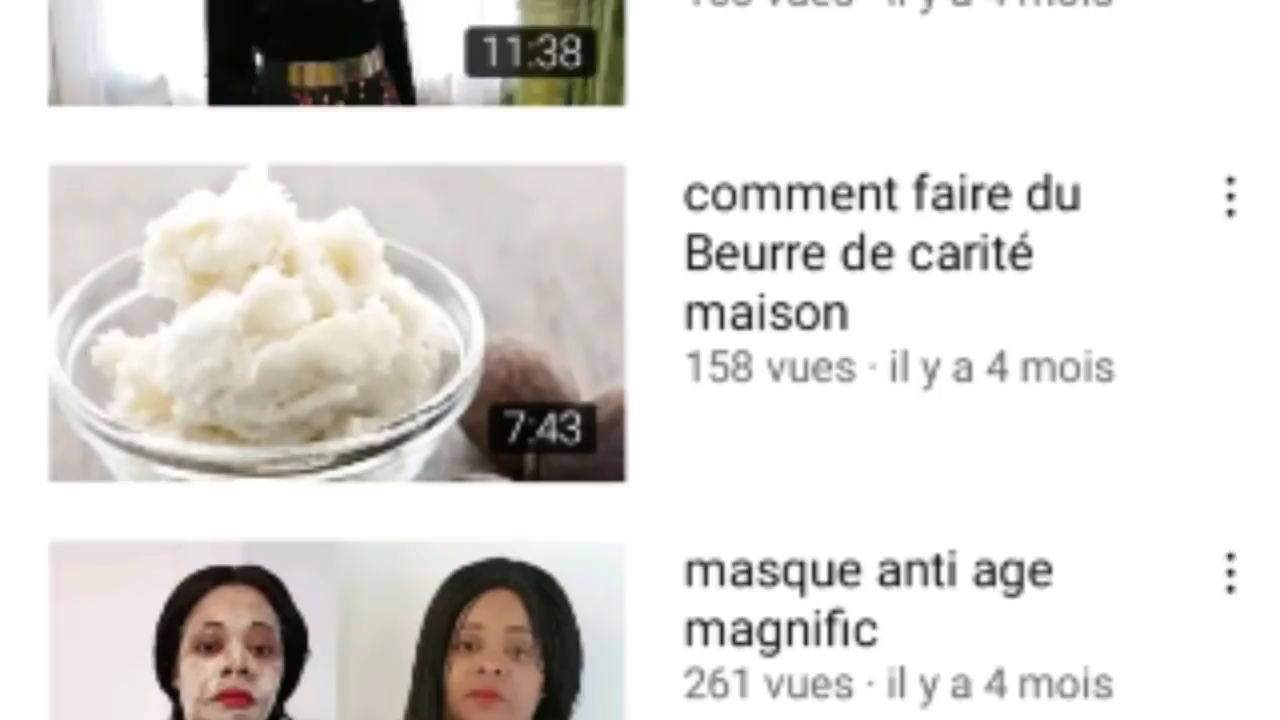 11:38
comment faire du
Beurre de carité
maison
158 vues · il y a 4 mois
7:43
masque anti age
magnific
261 vues · il y a 4 mois